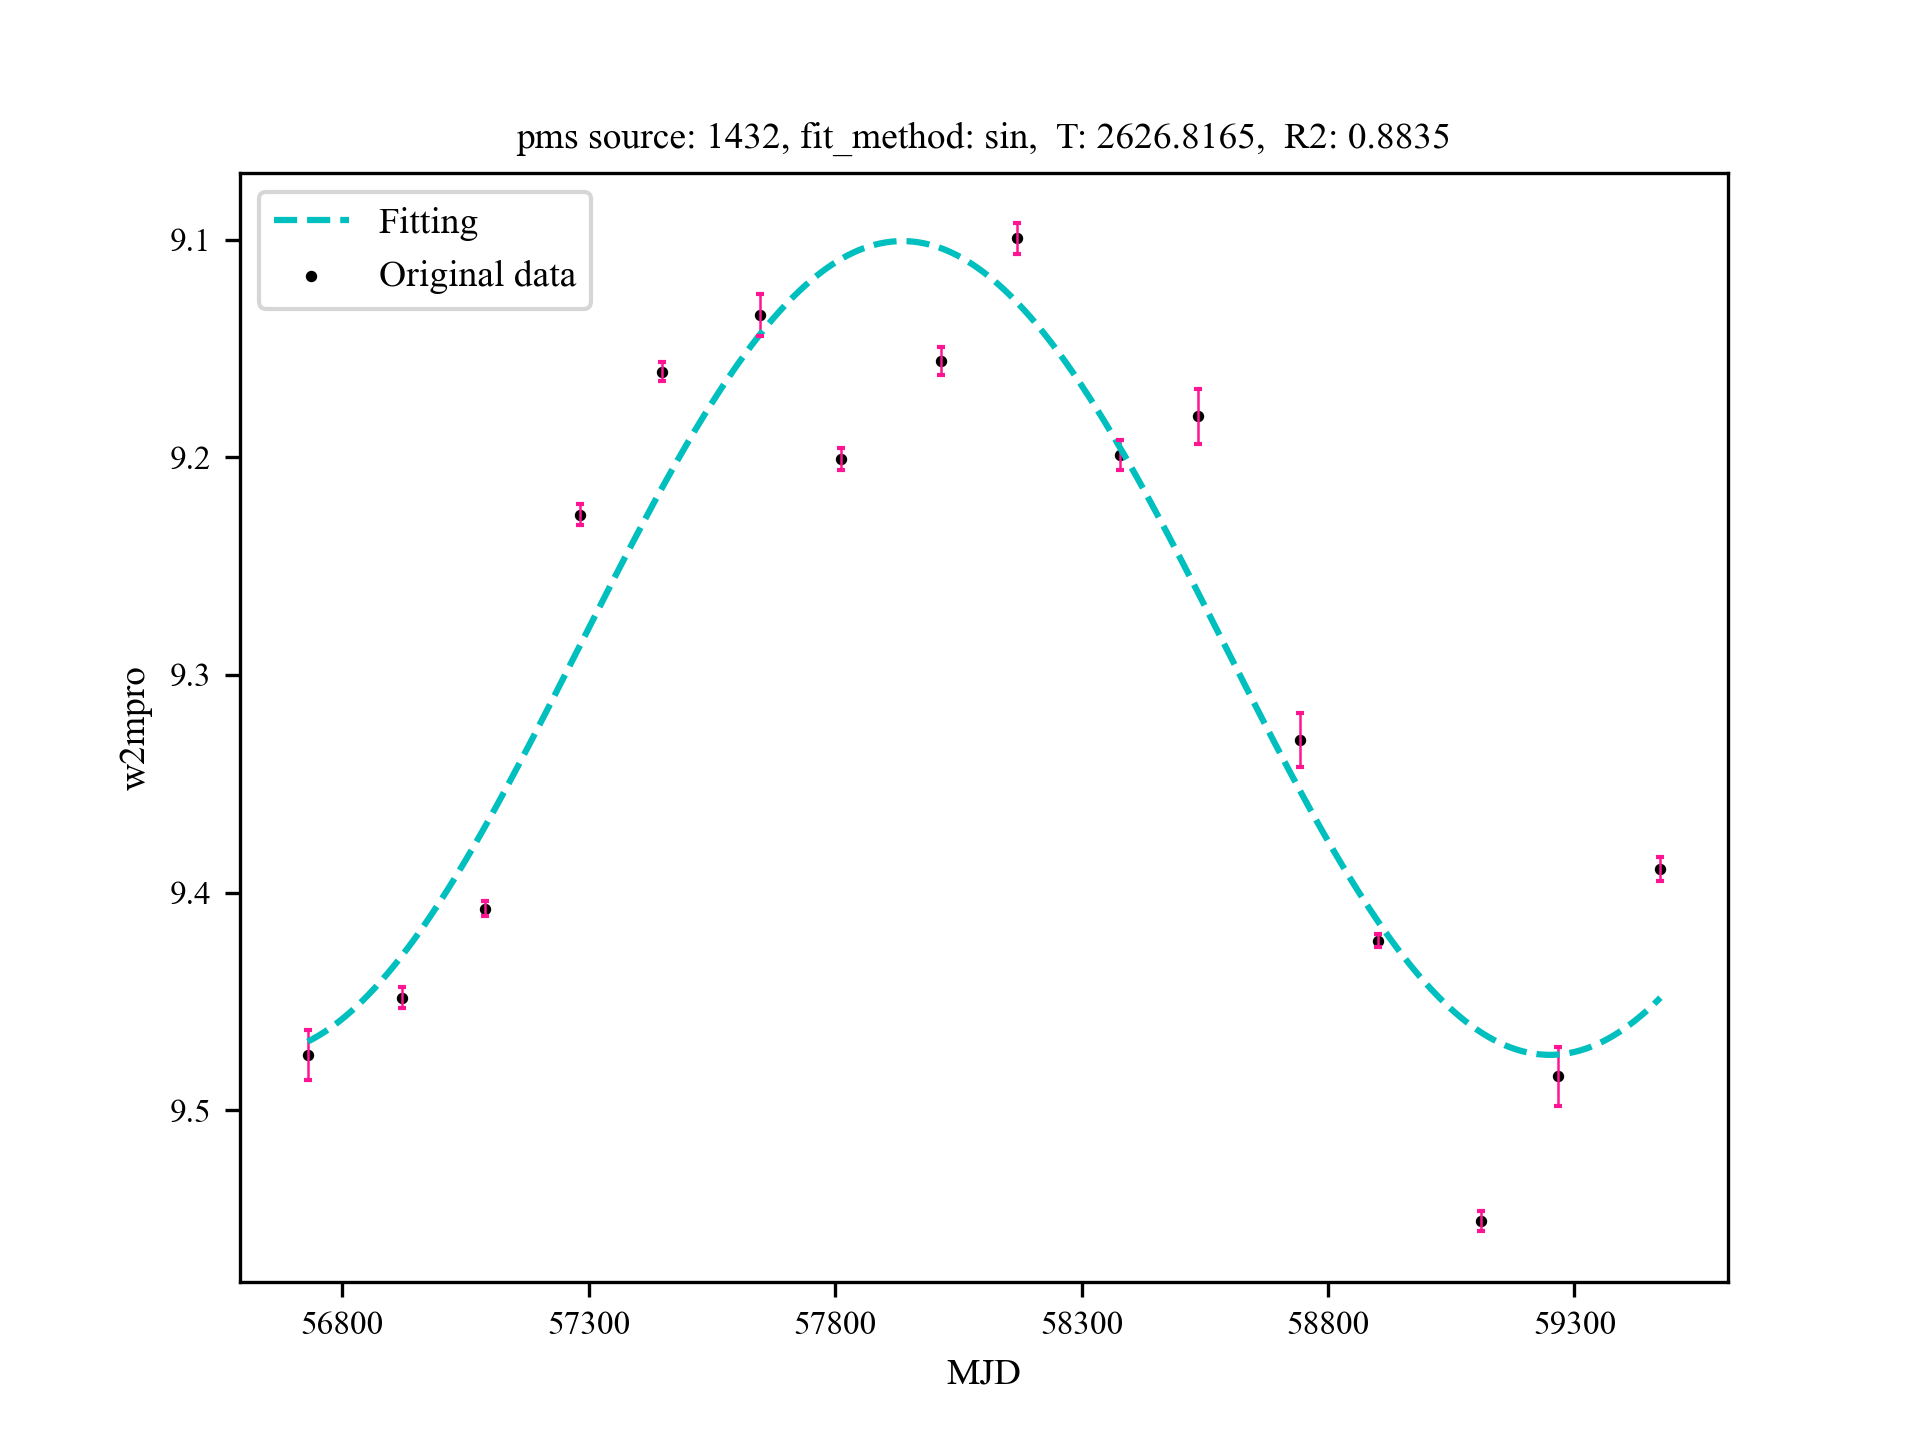 pms source: 1432, fit_method: sin,  T: 2626.8165,  R2: 0.8835
Fitting
Original data
9.1
9.2
9.3
9.4
9.5
w2mpro
56800 57300 57800 58300 58800 59300
MJD